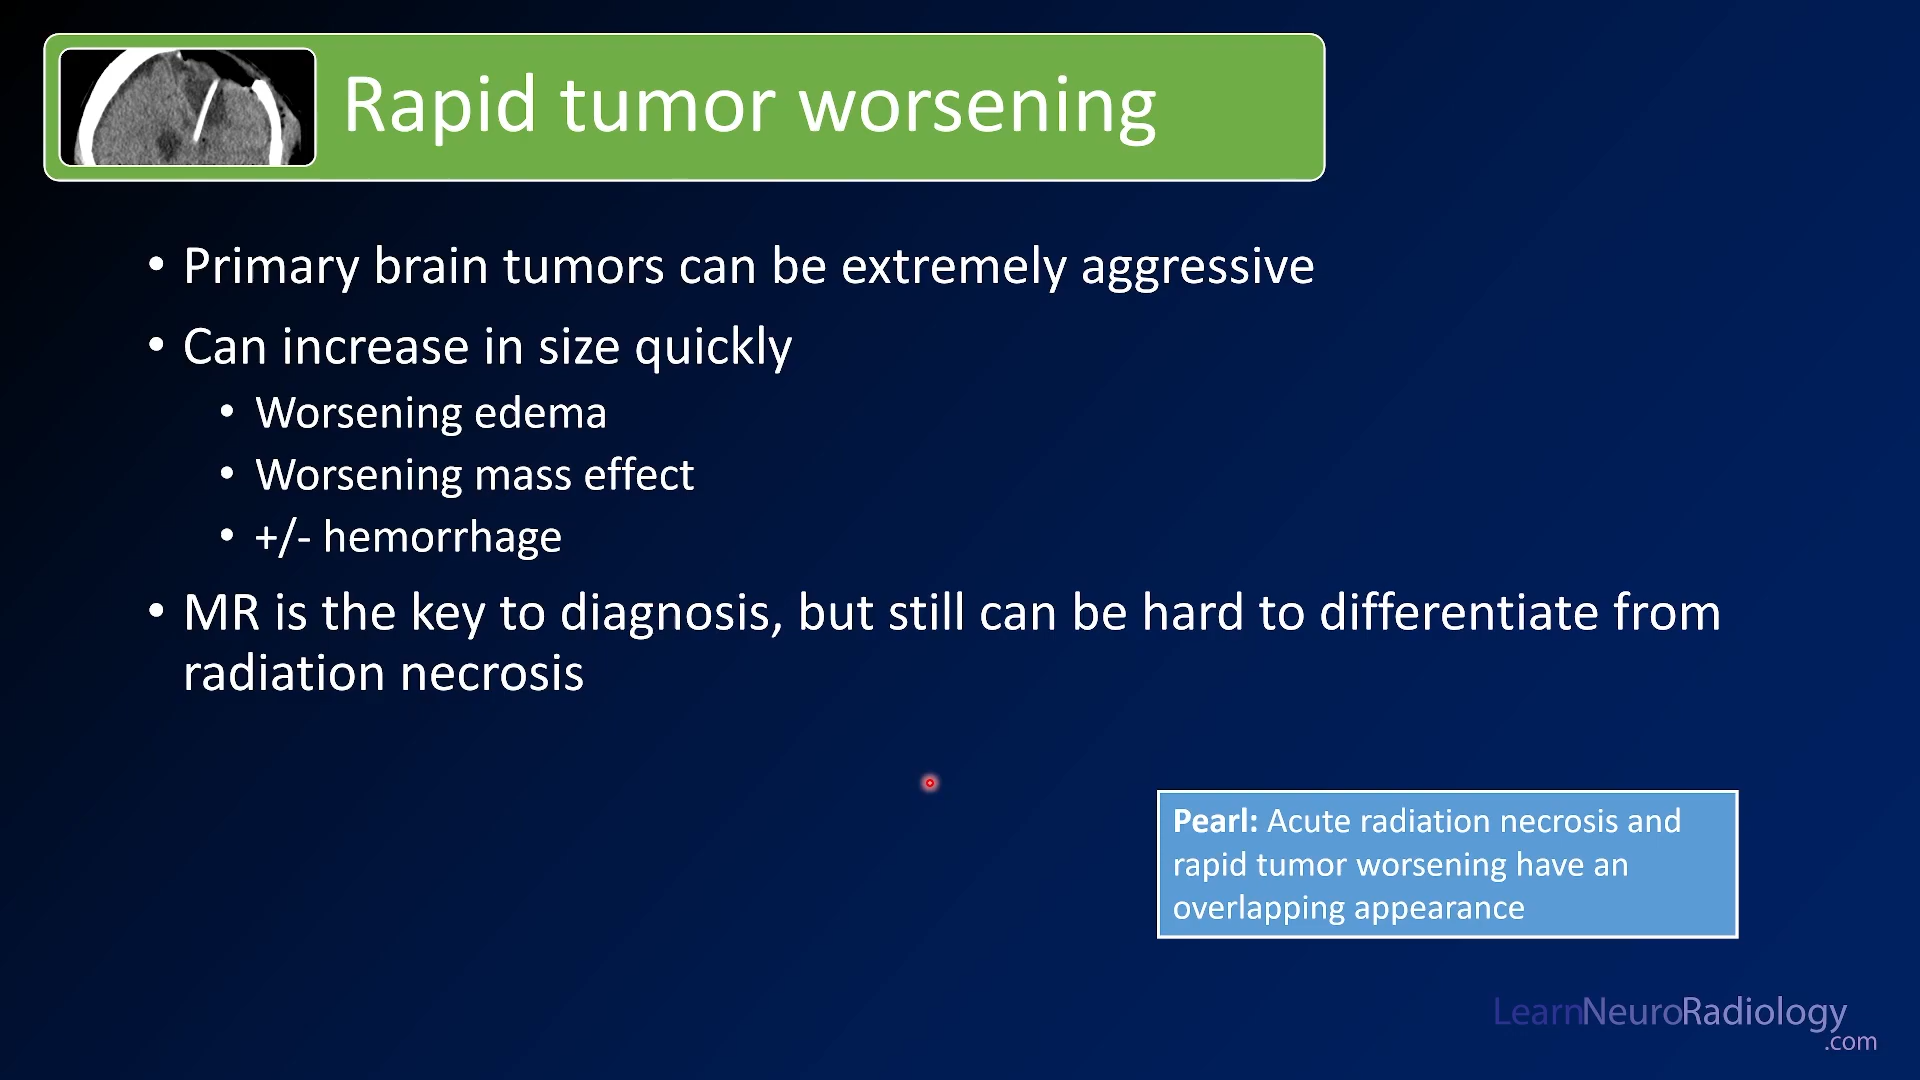 Rapid tumor worsening
• Primary brain tumors can be extremely aggressive
• Can increase in size quickly
• Worsening edema
• Worsening mass effect
• +/- hemorrhage
• MR is the key to diagnosis, but still can be hard to differentiate from
radiation necrosis
Pearl: Acute radiation necrosis and
rapid tumor worsening have an
overlapping appearance
LearnNeuroRadiology
.com